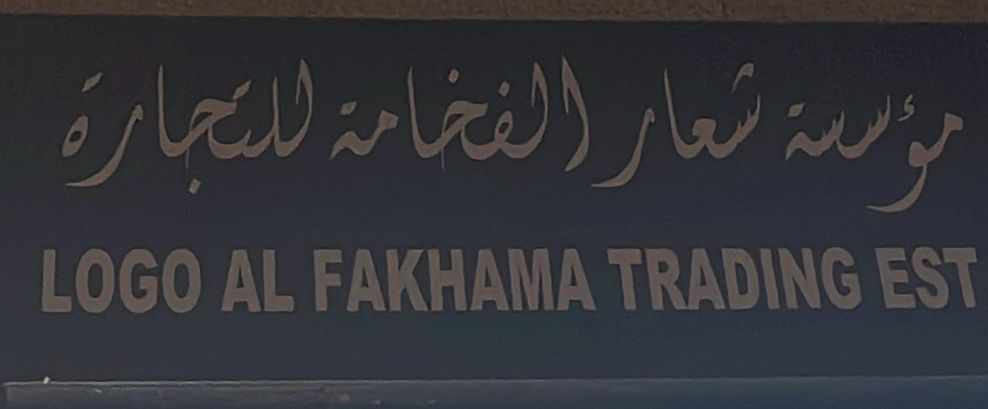 مؤسسة شعار الفخامة للتجارة
LOGO AL FAKHAMA TRADING EST